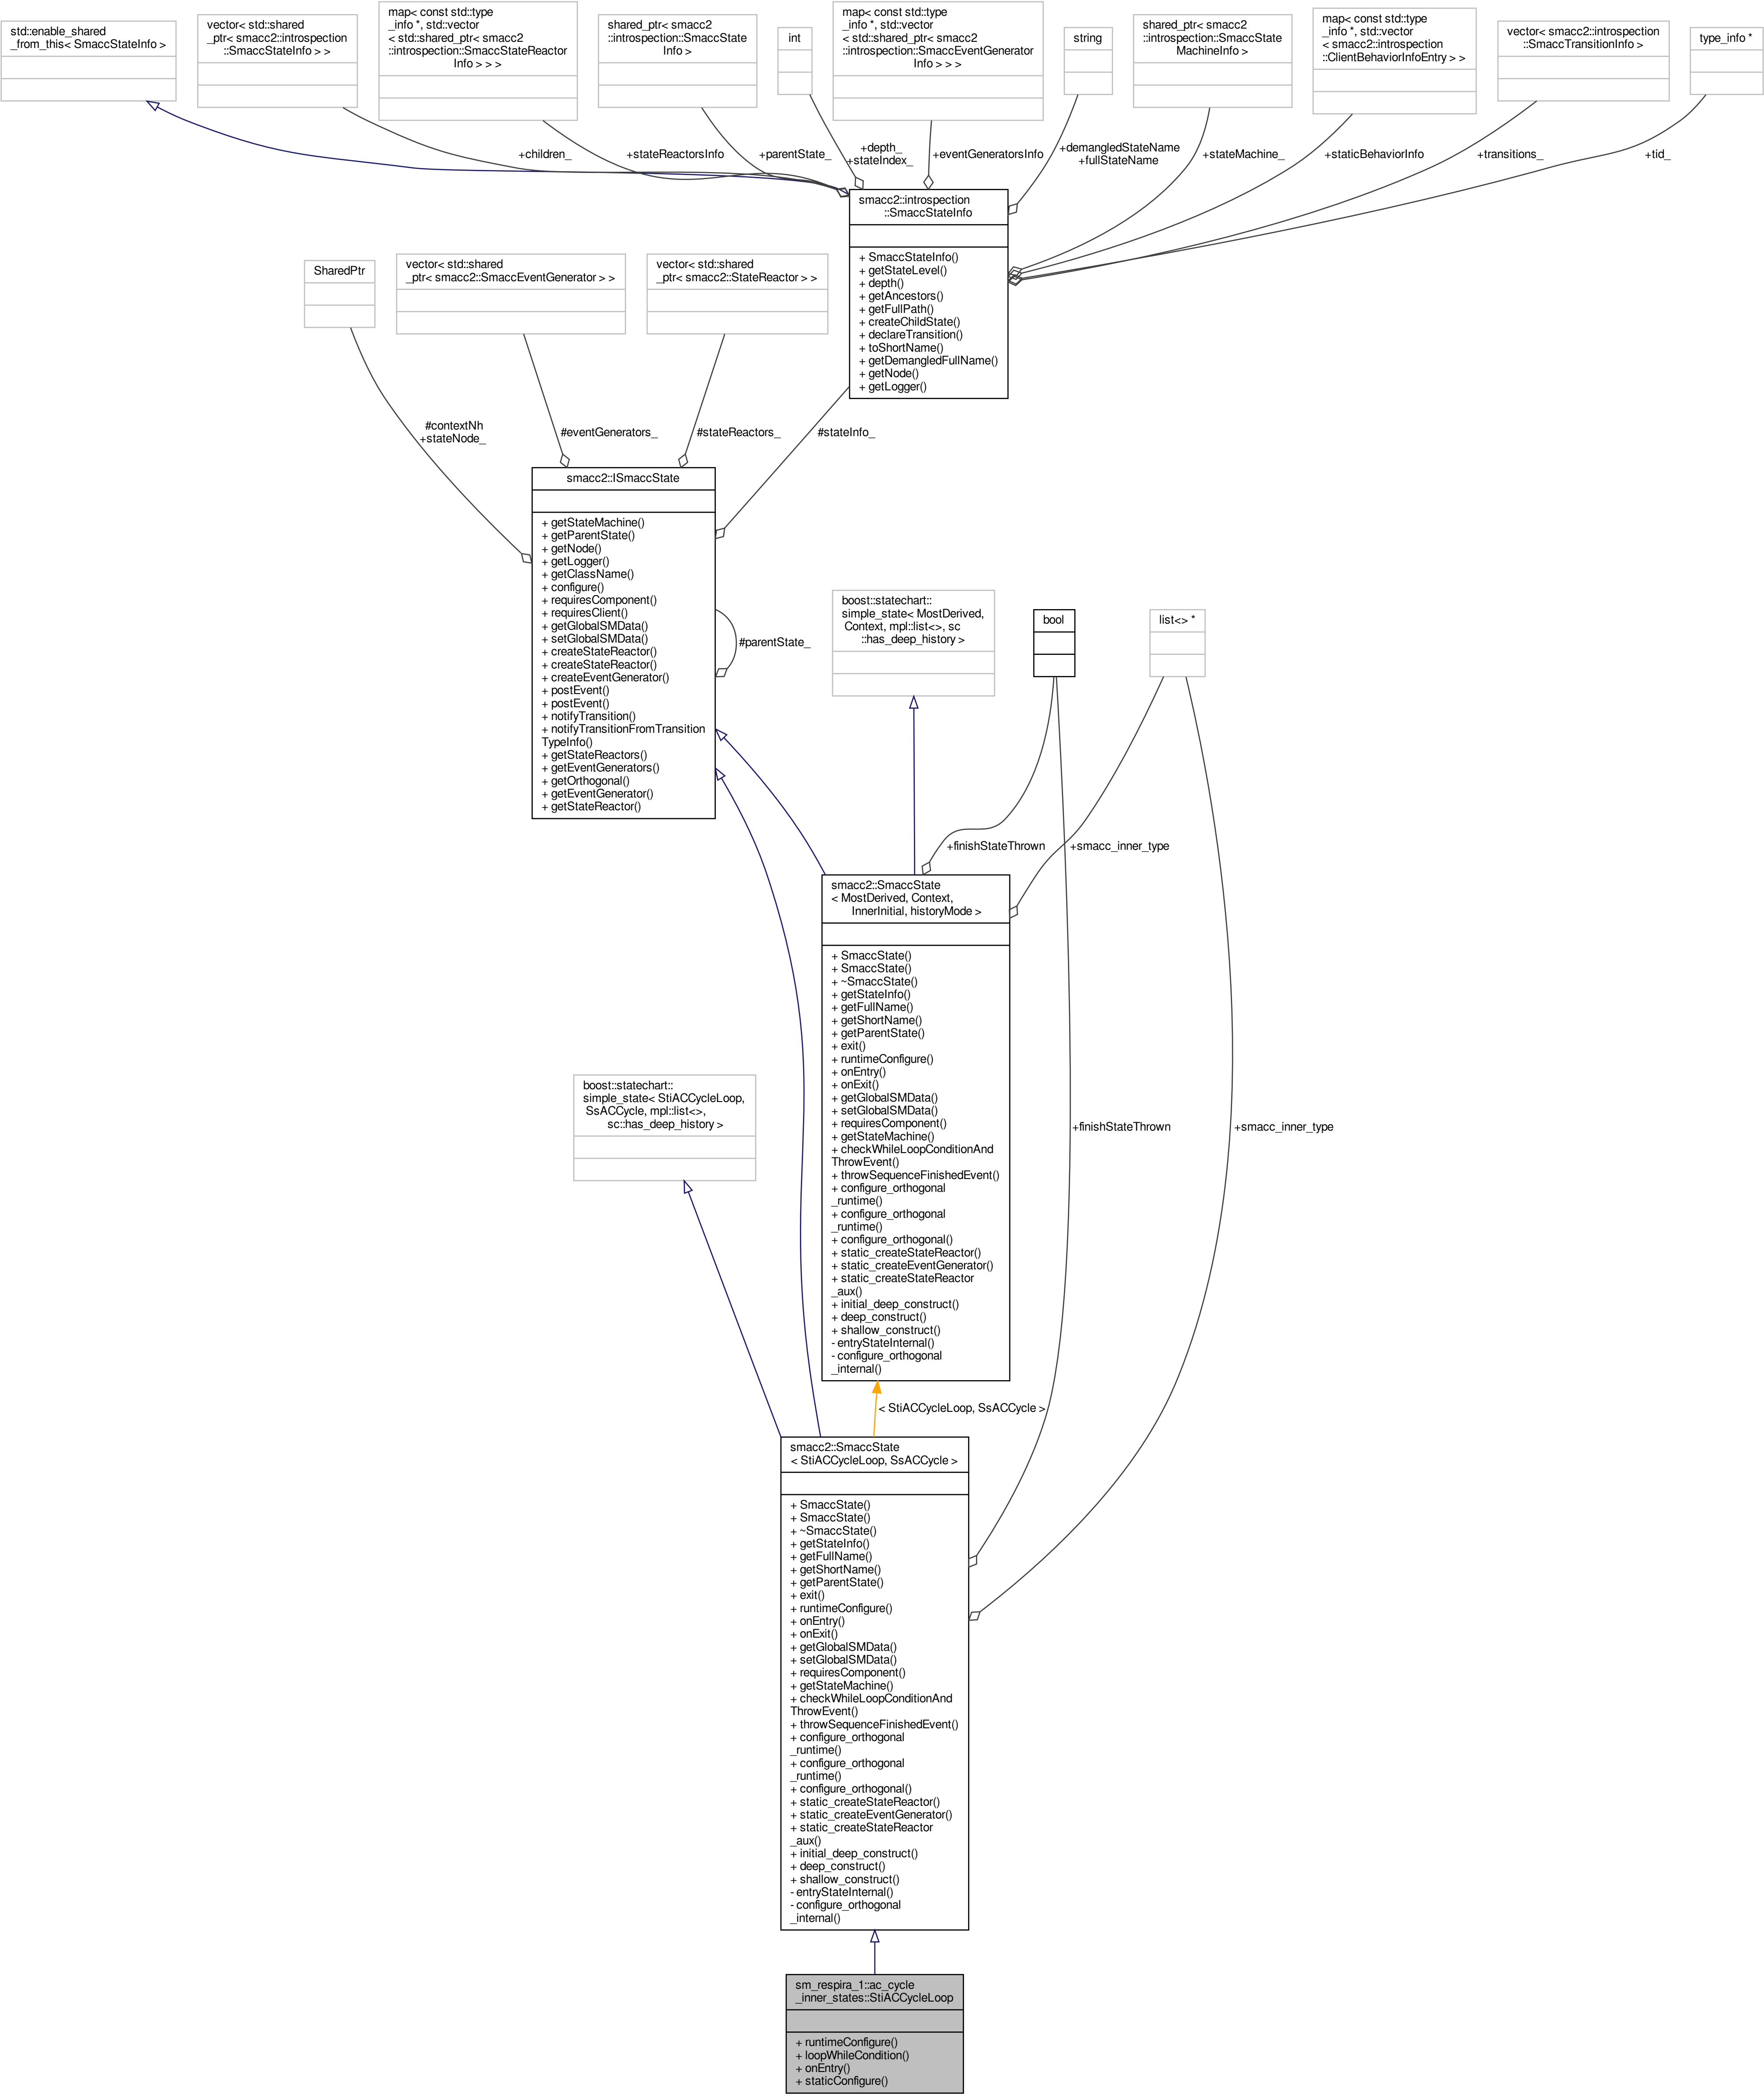 std::enable_shared
_from_this< SmaccStateInfo >
vector< std::shared
_ptr< smacc2::introspection
::SmaccStateInfo > >
map< const std::type
_info *, std::vector
< std::shared_ptr< smacc2
::introspection::SmaccStateReactor
Info > > >
shared_ptr< smacc2
::introspection::SmaccState
Info >
int
map< const std::type
_info *, std::vector
< std::shared_ptr< smacc2
::introspection::SmaccEventGenerator
Info > > >
string
shared_ptr< smacc2
::introspection::SmaccState
MachineInfo >
map< const std::type
_info *, std::vector
< smacc2::introspection
::ClientBehaviorInfoEntry > >
vector< smacc2::introspection
::SmaccTransitionInfo >
type_info *
+children_
+stateReactorsInfo
+parentState_
+depth_
+stateIndex_
+eventGeneratorsInfo
+demangledStateName
+fullStateName
+stateMachine_
+staticBehaviorInfo
+transitions_
+tid_
smacc2::introspection
::SmaccStateInfo
+ SmaccStateInfo()
+ getStateLevel()
+ depth()
+ getAncestors()
+ getFullPath()
+ createChildState()
+ declareTransition()
+ toShortName()
+ getDemangledFullName()
+ getNode()
+ getLogger()
SharedPtr
vector< std::shared
_ptr< smacc2::SmaccEventGenerator > >
vector< std::shared
_ptr< smacc2::StateReactor > >
#contextNh
+stateNode_
#eventGenerators_
#stateReactors_
#stateInfo_
smacc2::ISmaccState
+ getStateMachine()
+ getParentState()
+ getNode()
+ getLogger()
+ getClassName()
+ configure()
+ requiresComponent()
+ requiresClient()
+ getGlobalSMData()
+ setGlobalSMData()
+ createStateReactor()
+ createStateReactor()
+ createEventGenerator()
+ postEvent()
+ postEvent()
+ notifyTransition()
+ notifyTransitionFromTransition
TypeInfo()
+ getStateReactors()
+ getEventGenerators()
+ getOrthogonal()
+ getEventGenerator()
+ getStateReactor()
#parentState_
boost::statechart::
simple_state< MostDerived,
Context, mpl::list<>, sc
::has_deep_history >
bool
list<> *
+finishStateThrown
+smacc_inner_type
smacc2::SmaccState
< MostDerived, Context,
InnerInitial, historyMode >
+ SmaccState()
+ SmaccState()
+ ~SmaccState()
+ getStateInfo()
+ getFullName()
+ getShortName()
+ getParentState()
+ exit()
+ runtimeConfigure()
+ onEntry()
+ onExit()
+ getGlobalSMData()
+ setGlobalSMData()
+ requiresComponent()
+ getStateMachine()
+ checkWhileLoopConditionAnd
ThrowEvent()
+ throwSequenceFinishedEvent()
+ configure_orthogonal
_runtime()
+ configure_orthogonal
_runtime()
+ configure_orthogonal()
+ static_createStateReactor()
+ static_createEventGenerator()
+ static_createStateReactor
_aux()
+ initial_deep_construct()
+ deep_construct()
+ shallow_construct()
- entryStateInternal()
- configure_orthogonal
_internal()
boost::statechart::
simple_state< StiACCycleLoop,
SsACCycle, mpl::list<>,
sc::has_deep_history >
+finishStateThrown
+smacc_inner_type
< StiACCycleLoop, SsACCycle >
smacc2::SmaccState
< StiACCycleLoop, SsACCycle >
+ SmaccState()
+ SmaccState()
+ ~SmaccState()
+ getStateInfo()
+ getFullName()
+ getShortName()
+ getParentState()
+ exit()
+ runtimeConfigure()
+ onEntry()
+ onExit()
+ getGlobalSMData()
+ setGlobalSMData()
+ requiresComponent()
+ getStateMachine()
+ checkWhileLoopConditionAnd
ThrowEvent()
+ throwSequenceFinishedEvent()
+ configure_orthogonal
_runtime()
+ configure_orthogonal
_runtime()
+ configure_orthogonal()
+ static_createStateReactor()
+ static_createEventGenerator()
+ static_createStateReactor
_aux()
+ initial_deep_construct()
+ deep_construct()
+ shallow_construct()
- entryStateInternal()
- configure_orthogonal
_internal()
sm_respira_1::ac_cycle
_inner_states::StiACCycleLoop
+ runtimeConfigure()
+ loopWhileCondition()
+ onEntry()
+ staticConfigure()